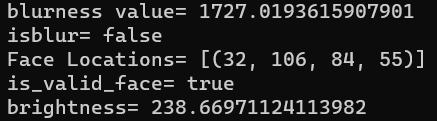 blurness value= 1727.0193615907901
isblur= false
Face Locations= [(32, 106, 84, 55)]
is_valid_face= true
brightness= 238.66971124113982